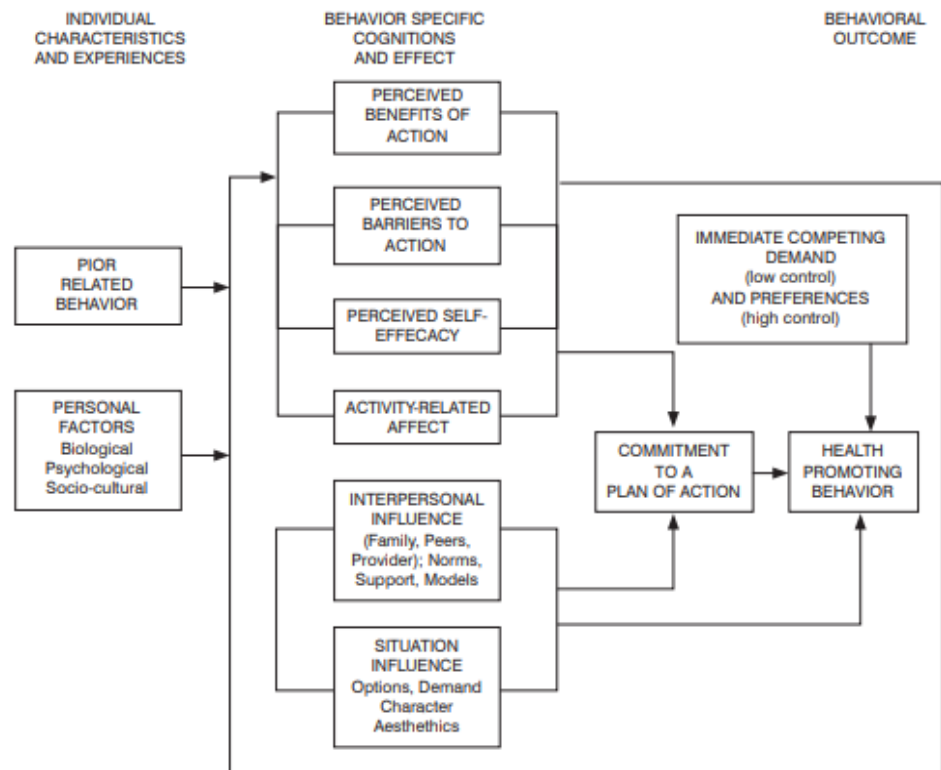 INDIVIDUAL
CHARACTERISTICS
AND EXPERIENCES
BEHAVIOR SPECIFIC
COGNITIONS
AND EFFECT
BEHAVIORAL
OUTCOME
PERCEIVED
BENEFITS OF
ACTION
PERCEIVED
BARRIERS TO
ACTION
PERCEIVED SELF-
EFFECACY
ACTIVITY-RELATED
AFFECT
PIOR
RELATED
BEHAVIOR
PERSONAL
FACTORS
Biological
Psychological
Socio-cultural
INTERPERSONAL
INFLUENCE
(Family, Peers,
Provider); Norms,
Support, Models
SITUATION
INFLUENCE
Options, Demand
Character
Aesthethics
IMMEDIATE COMPETING
DEMAND
(low control)
AND PREFERENCES
(high control)
COMMITMENT
TO A
PLAN OF ACTION
HEALTH
PROMOTING
BEHAVIOR